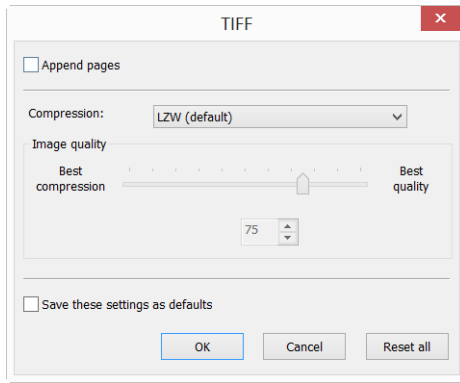 TIFF
Append pages
Compression:
LZW (default)
Image quality
Best
compression
Best
quality
75
Save these settings as defaults
OK
Cancel
Reset all